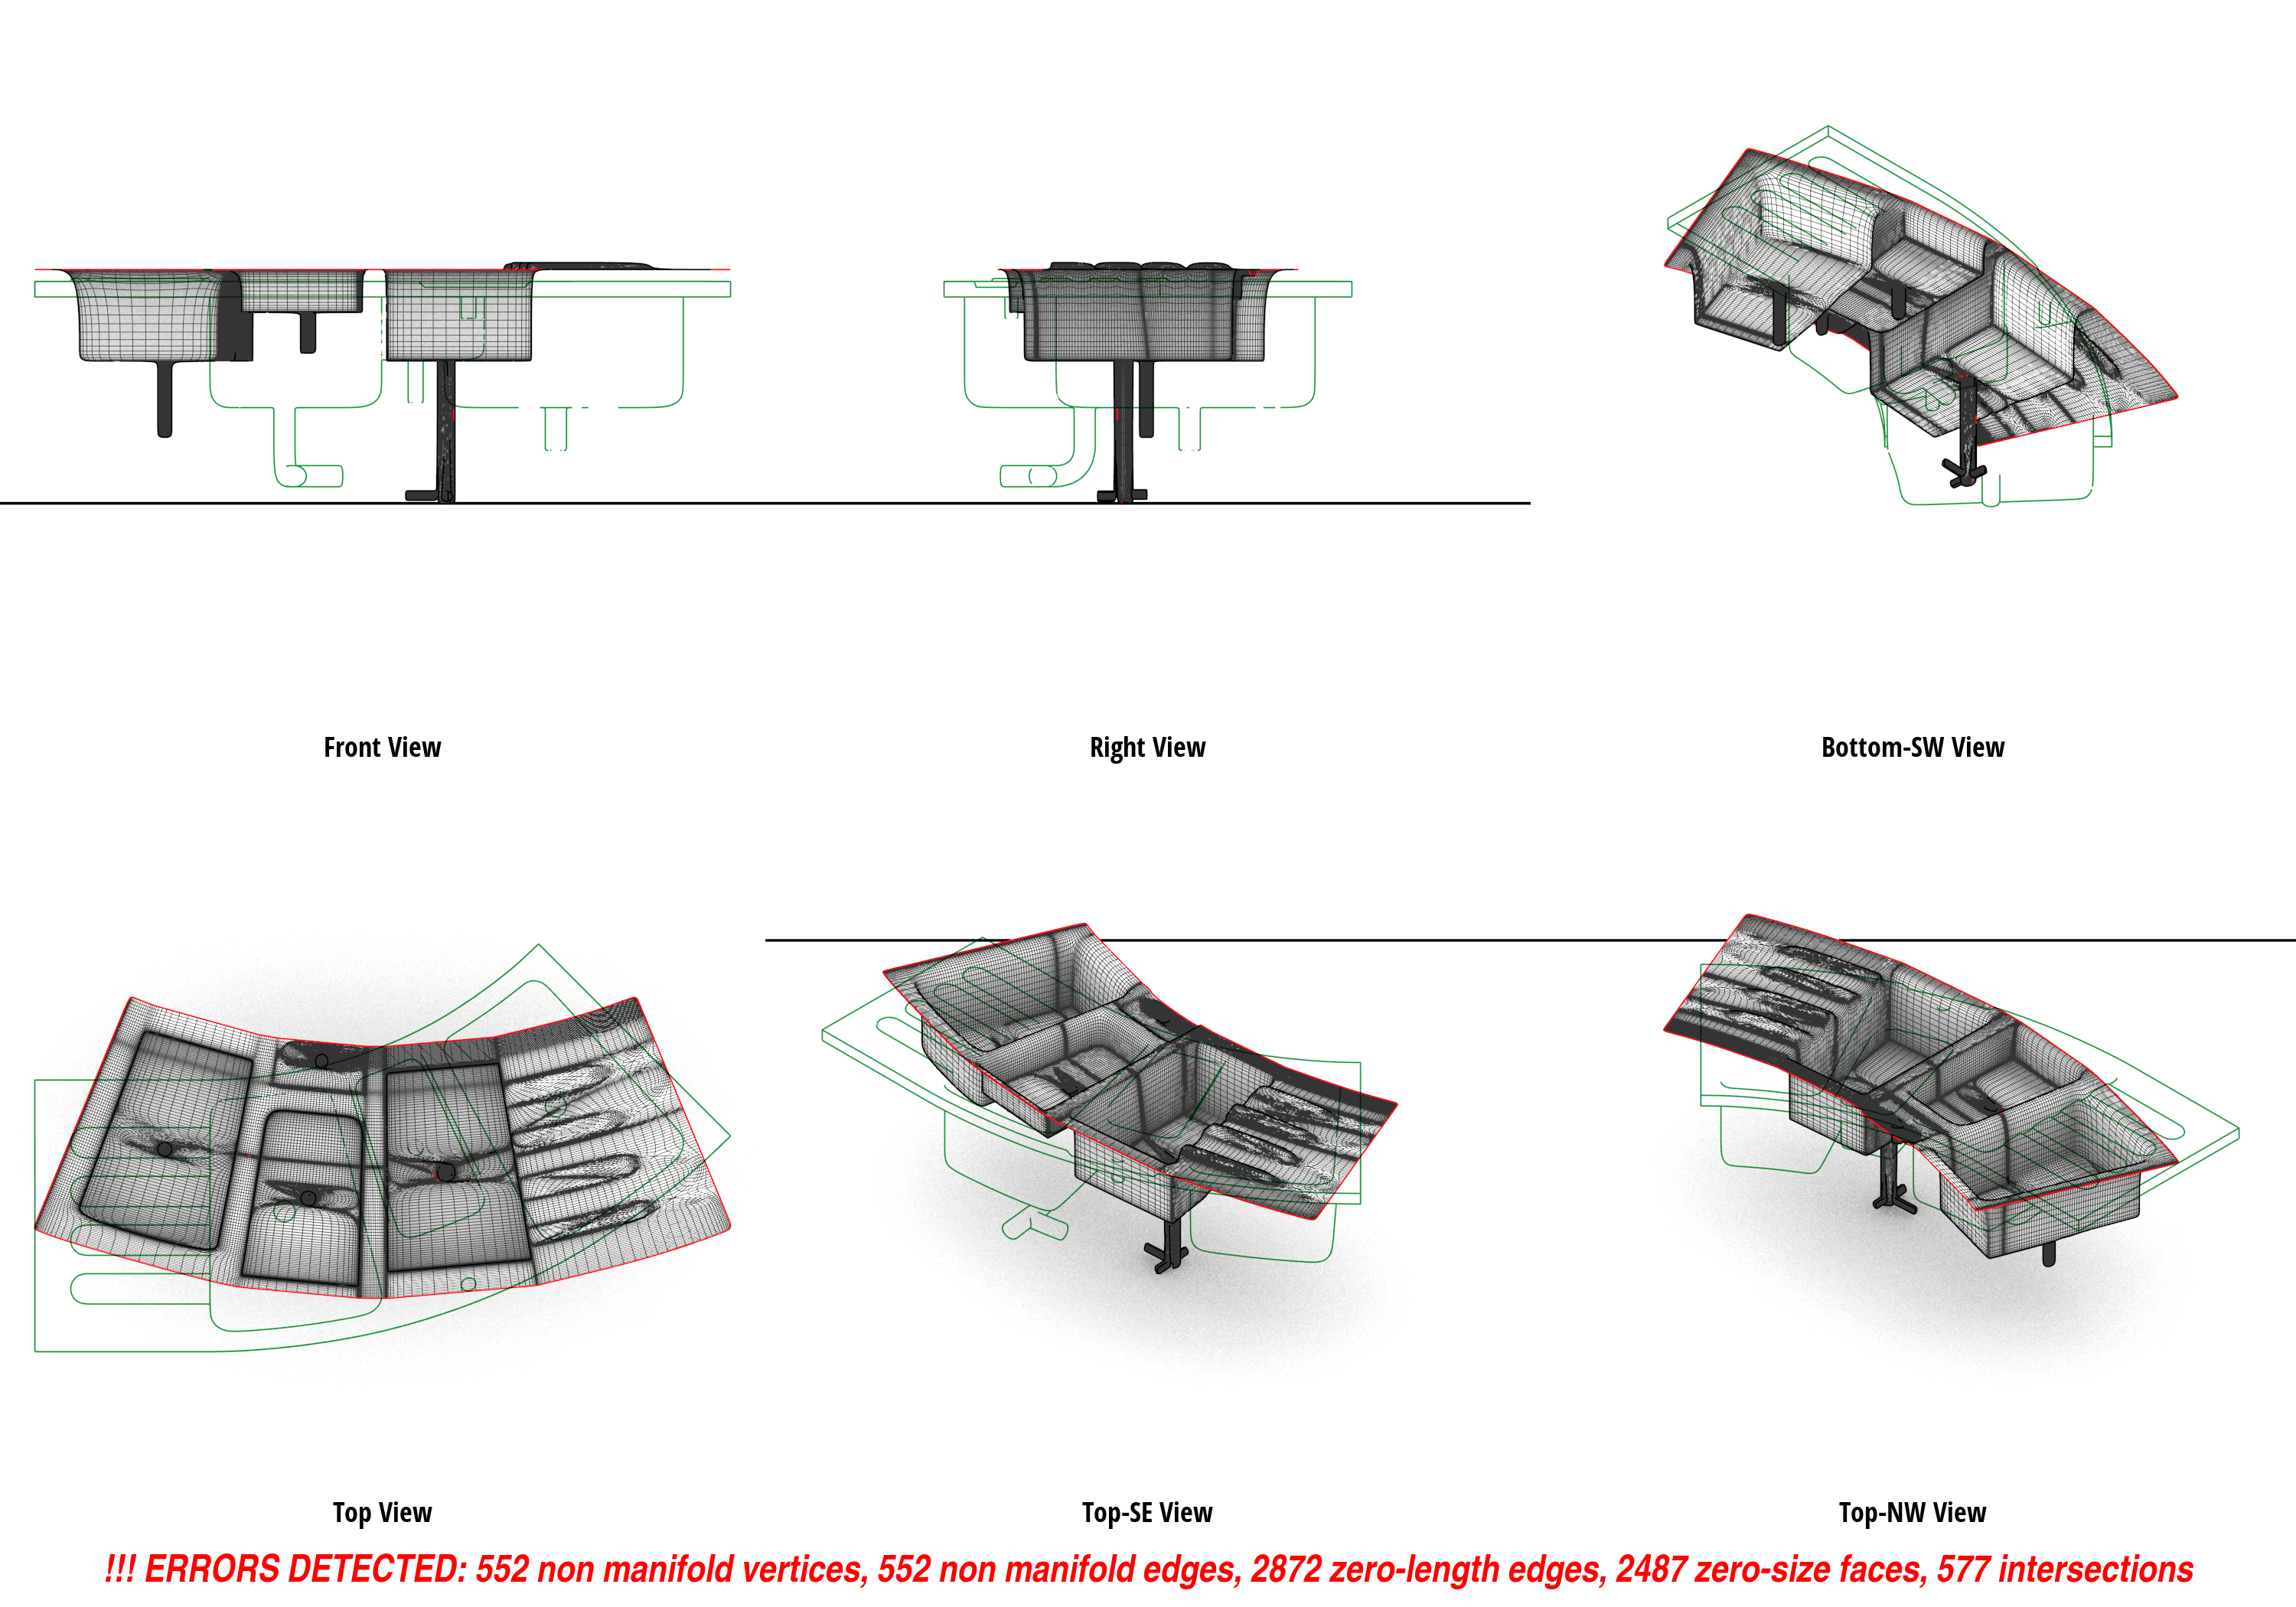 Front View
Right View
Bottom-SW View
Top View
Top-SE View
Top-NW View
!!! ERRORS DETECTED: 552 non manifold vertices, 552 non manifold edges, 2872 zero-length edges, 2487 zero-size faces, 577 intersections